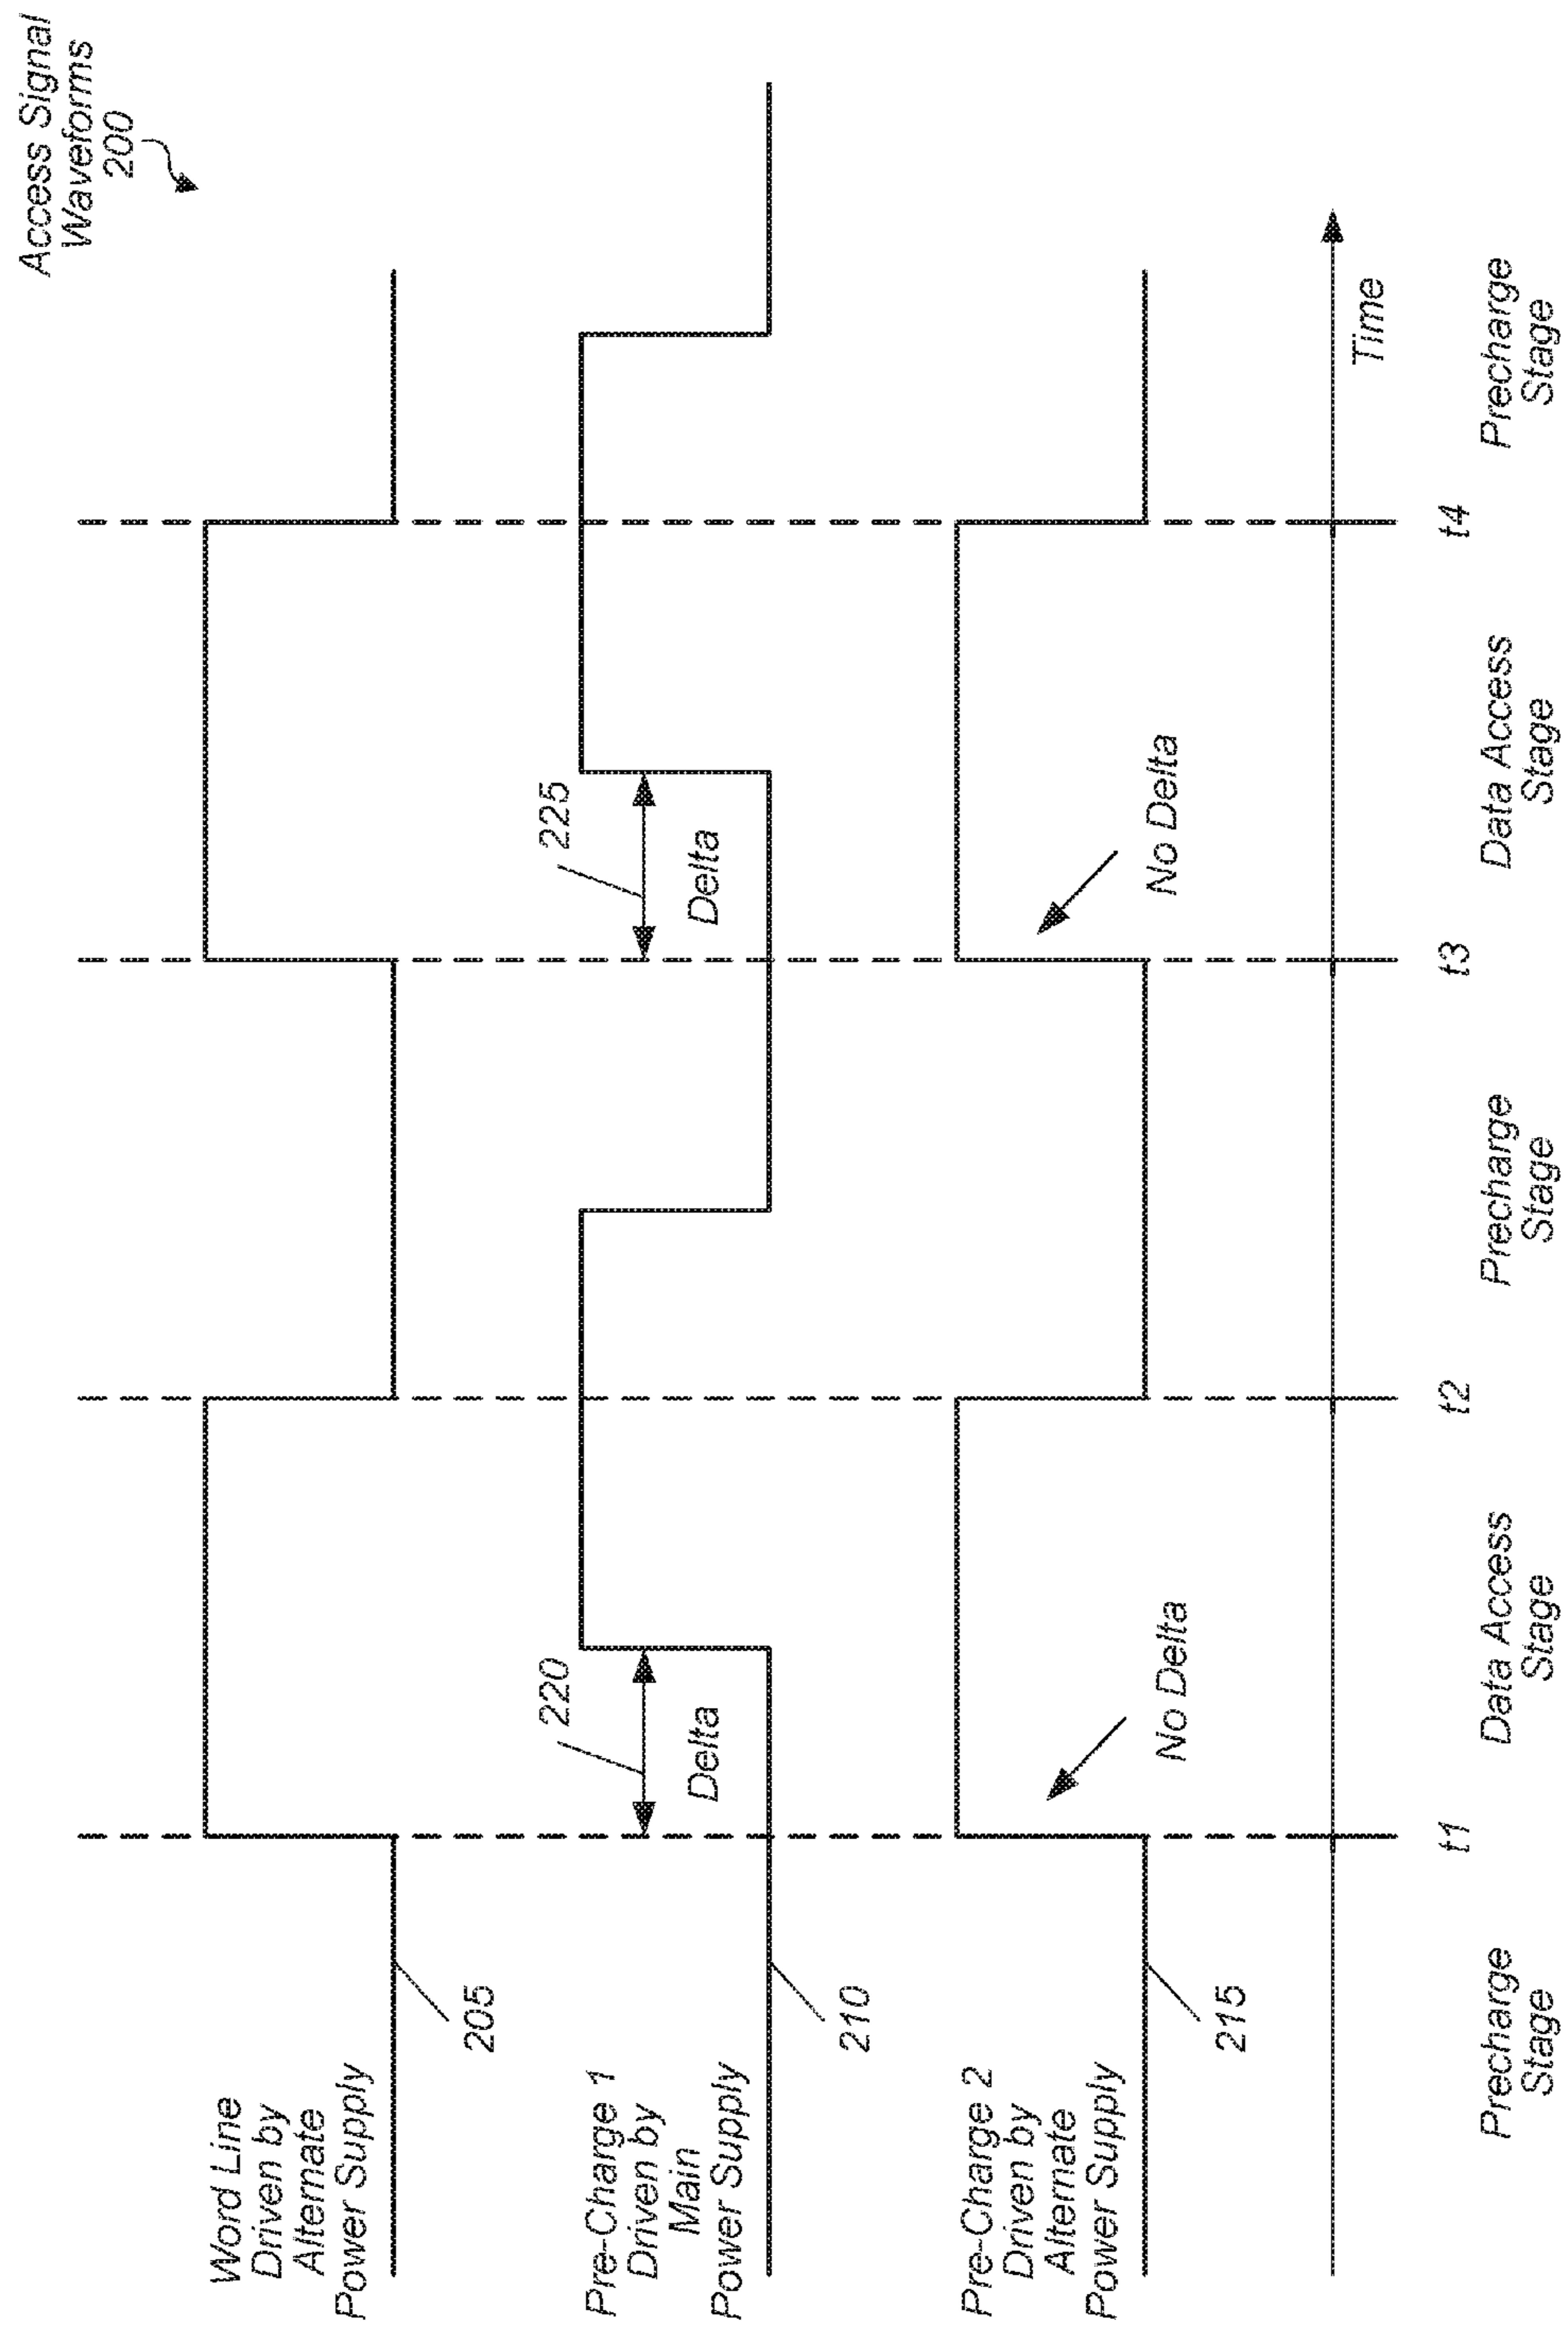 Access Signal
Waveforms
200
Word Line
Driven by
Alternate
Power Supply
205
Pre-Charge 1
Driven by
Main
Power Supply
210
220
Delta
225
Delta
Pre-Charge 2
Driven by
Alternate
Power Supply
215
No Delta
No Delta
Time
t1
t2
t3
t4
Precharge
Stage
Data Access
Stage
Precharge
Stage
Data Access
Stage
Precharge
Stage